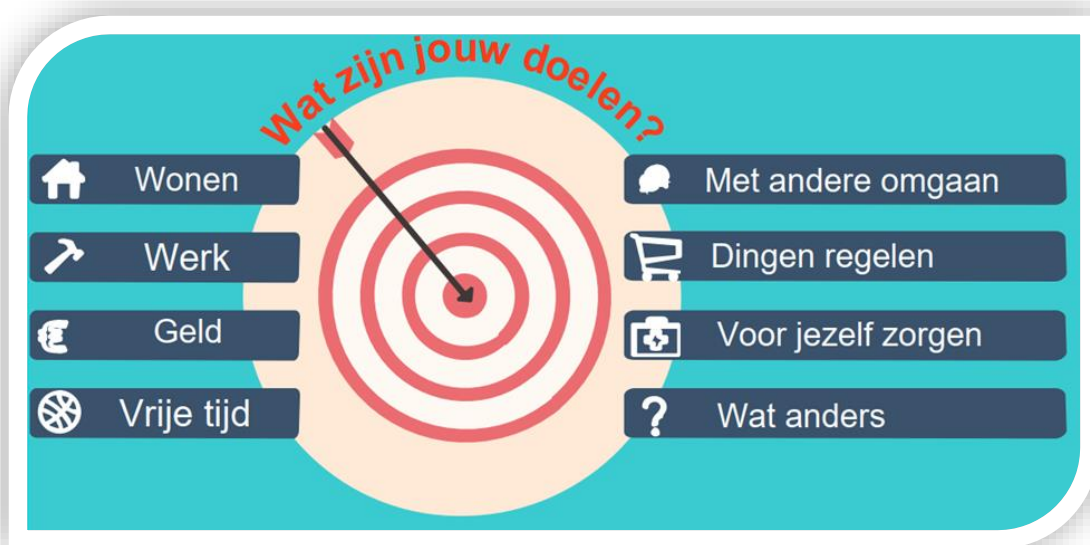 Wat zijn jouw doelen?
Wonen
Werk
Geld
Vrije tijd
Met andere omgaan
Dingen regelen
Voor jezelf zorgen
Wat anders